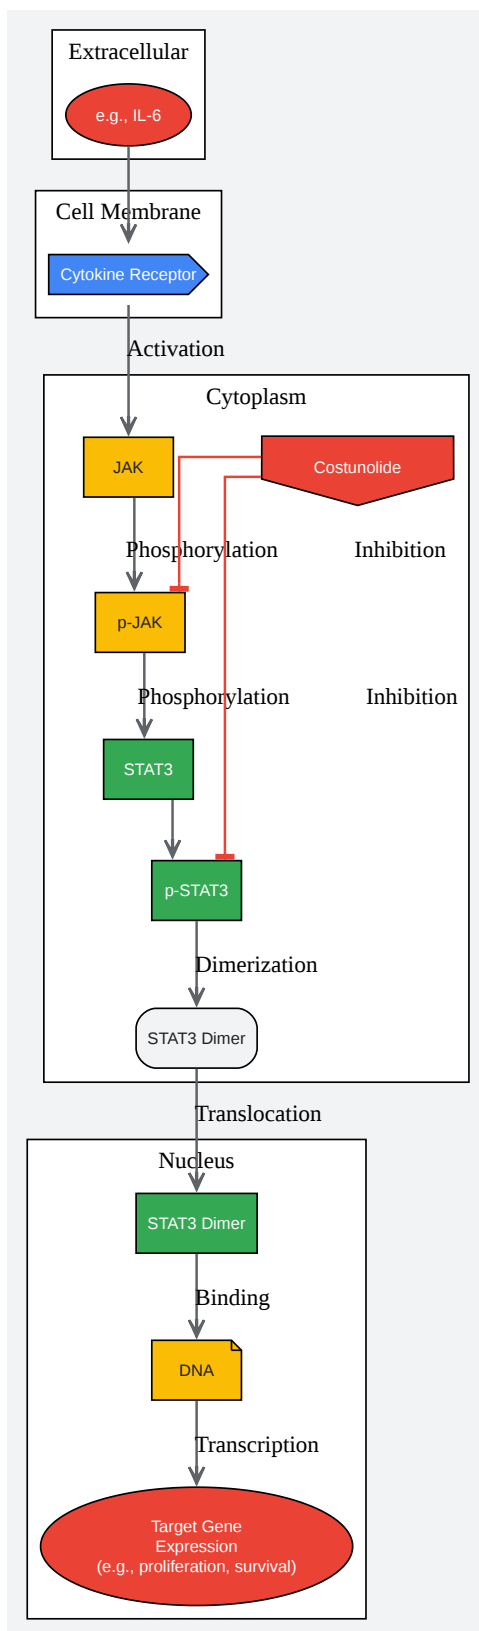 Extracellular
e.g., IL-6
Cell Membrane
Cytokine Receptor
Activation
Cytoplasm
JAK
Costunolide
Phosphorylation
Inhibition
p-JAK
Phosphorylation
Inhibition
STAT3
p-STAT3
Dimerization
STAT3 Dimer
Translocation
Nucleus
STAT3 Dimer
Binding
DNA
Transcription
Target Gene
Expression
(e.g., proliferation, survival)